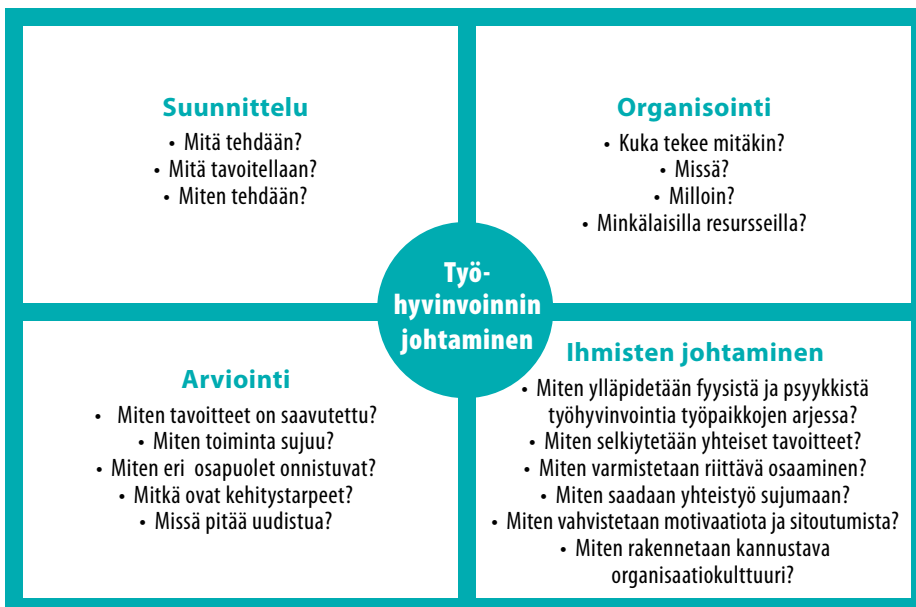 Suunnittelu
• Mitä tehdään?
• Mitä tavoitellaan?
• Miten tehdään?
Organisointi
• Kuka tekee mitäkin?
• Missä?
• Milloin?
• Minkälaisilla resursseilla?
Työ-
hyvinvoinnin
johtaminen
Arviointi
• Miten tavoitteet on saavutettu?
• Miten toiminta sujuu?
• Miten eri osapuolet onnistuvat?
• Mitkä ovat kehitystarpeet?
• Missä pitää uudistua?
Ihmisten johtaminen
• Miten ylläpidetään fyysistä ja psyykkistä
työhyvinvointia työpaikkojen arjessa?
• Miten selkiytetään yhteiset tavoitteet?
• Miten varmistetaan riittävä osaaminen?
• Miten saadaan yhteistyö sujumaan?
• Miten vahvistetaan motivaatiota ja sitoutumista?
• Miten rakennetaan kannustava
organisaatiokulttuuri?